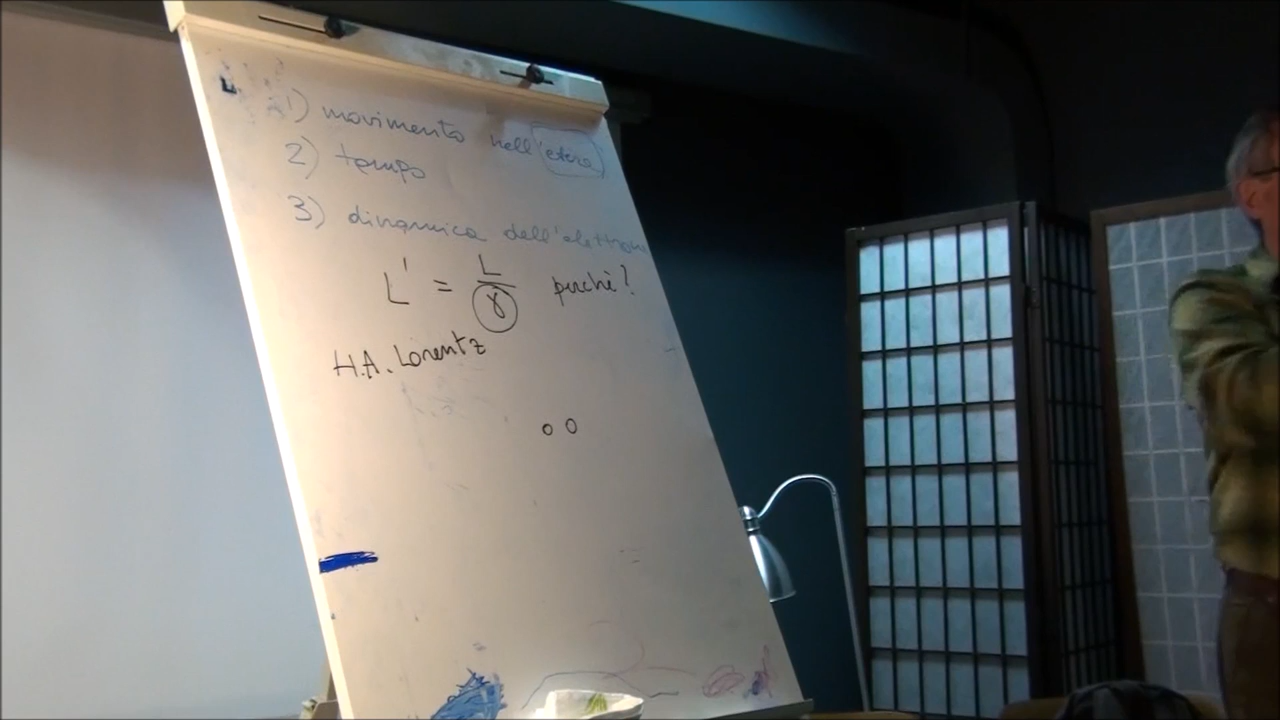 1) movimento nell'etere
2) tempo
3) dinamica dell'elettrone
L' = L/γ perché?
H.A. Lorentz